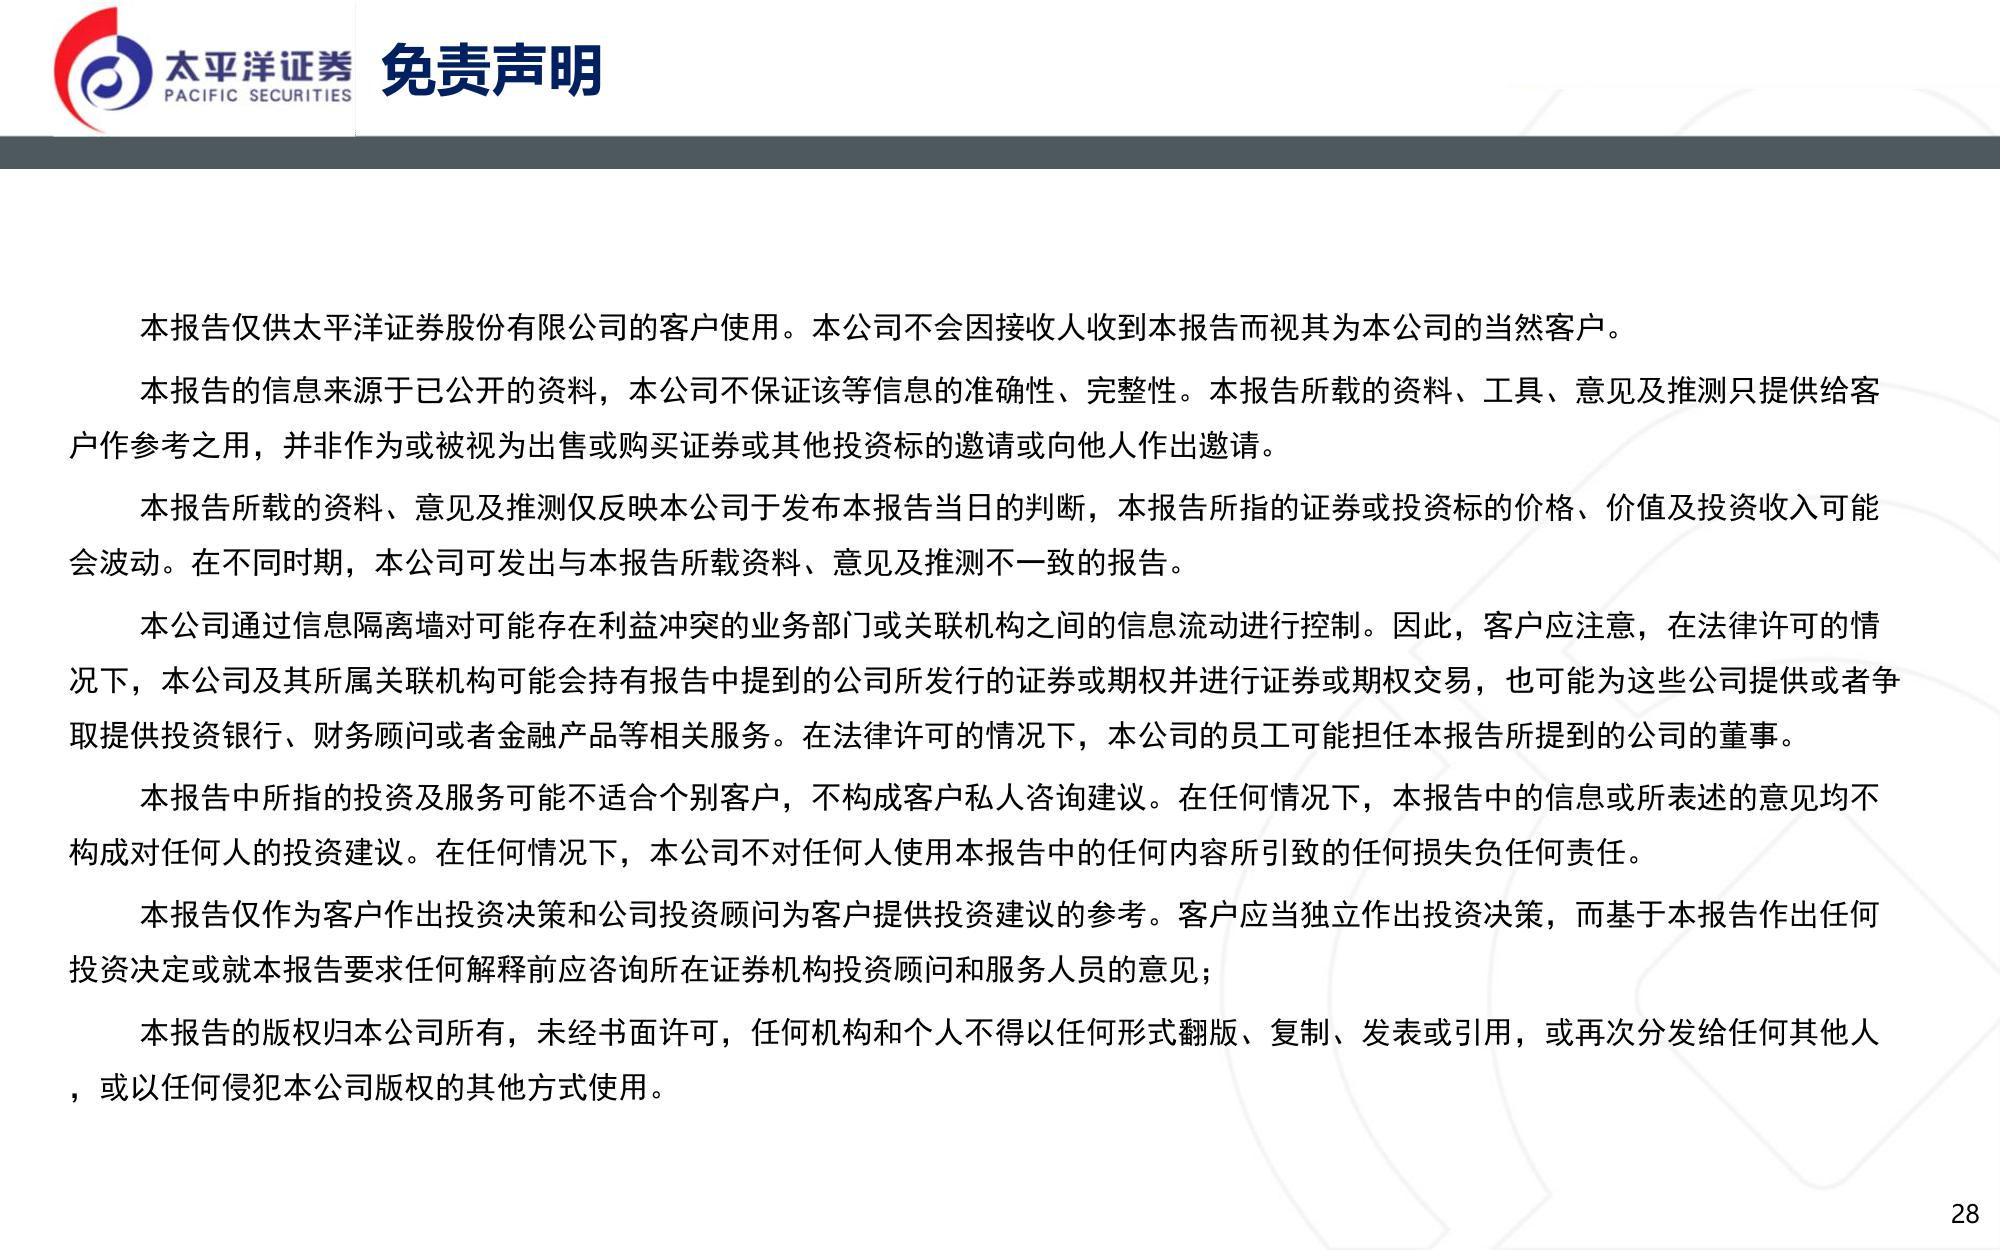 太平洋证券
PACIFIC SECURITIES
免责声明
本报告仅供太平洋证券股份有限公司的客户使用。本公司不会因接收人收到本报告而视其为本公司的当然客户。
本报告的信息来源于已公开的资料，本公司不保证该等信息的准确性、完整性。本报告所载的资料、工具、意见及推测只提供给客
户作参考之用，并非作为或被视为出售或购买证券或其他投资标的邀请或向他人作出邀请。
本报告所载的资料、意见及推测仅反映本公司于发布本报告当日的判断，本报告所指的证券或投资标的价格、价值及投资收入可能
会波动。在不同时期，本公司可发出与本报告所载资料、意见及推测不一致的报告。
本公司通过信息隔离墙对可能存在利益冲突的业务部门或关联机构之间的信息流动进行控制。因此，客户应注意，在法律许可的情
况下，本公司及其所属关联机构可能会持有报告中提到的公司所发行的证券或期权并进行证券或期权交易，也可能为这些公司提供或者争
取提供投资银行、财务顾问或者金融产品等相关服务。在法律许可的情况下，本公司的员工可能担任本报告所提到的公司的董事。
本报告中所指的投资及服务可能不适合个别客户，不构成客户私人咨询建议。在任何情况下，本报告中的信息或所表述的意见均不
构成对任何人的投资建议。在任何情况下，本公司不对任何人使用本报告中的任何内容所引致的任何损失负任何责任。
本报告仅作为客户作出投资决策和公司投资顾问为客户提供投资建议的参考。客户应当独立作出投资决策，而基于本报告作出任何
投资决定或就本报告要求任何解释前应咨询所在证券机构投资顾问和服务人员的意见；
本报告的版权归本公司所有，未经书面许可，任何机构和个人不得以任何形式翻版、复制、发表或引用，或再次分发给任何其他人
，或以任何侵犯本公司版权的其他方式使用。
28